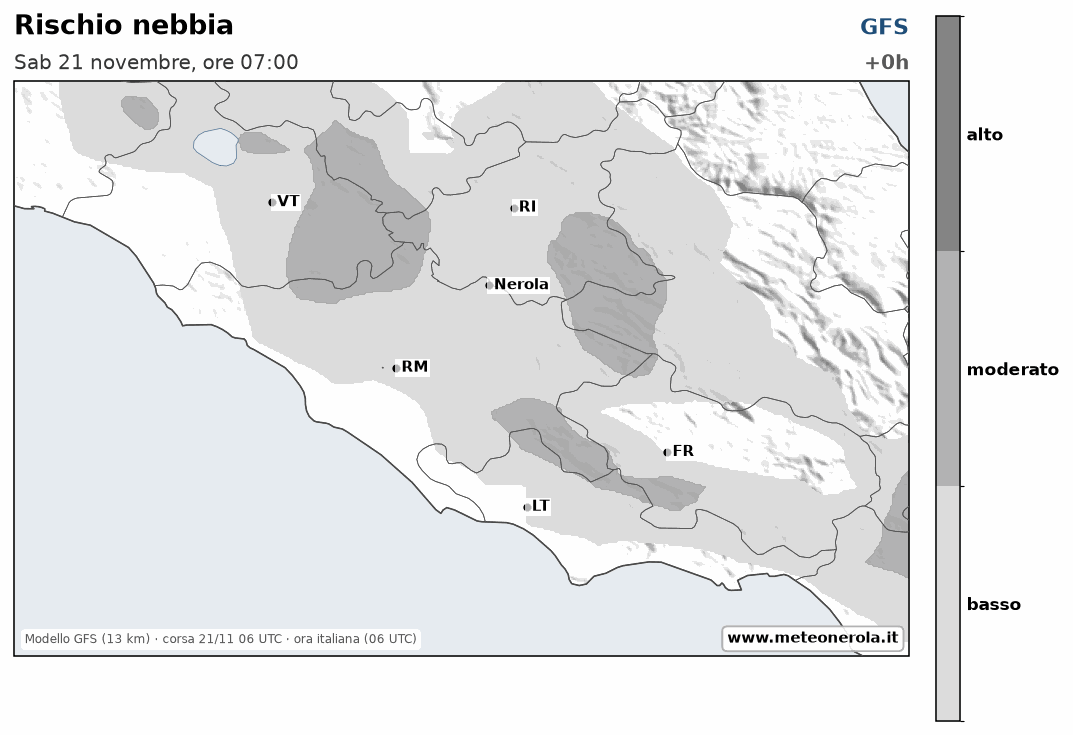 Rischio nebbia
GFS
Sab 21 novembre, ore 07:00
+0h
alto
VT
RI
Nerola
RM
moderato
FR
LT
basso
Modello GFS (13 km) · corsa 21/11 06 UTC · ora italiana (06 UTC)
www.meteonerola.it